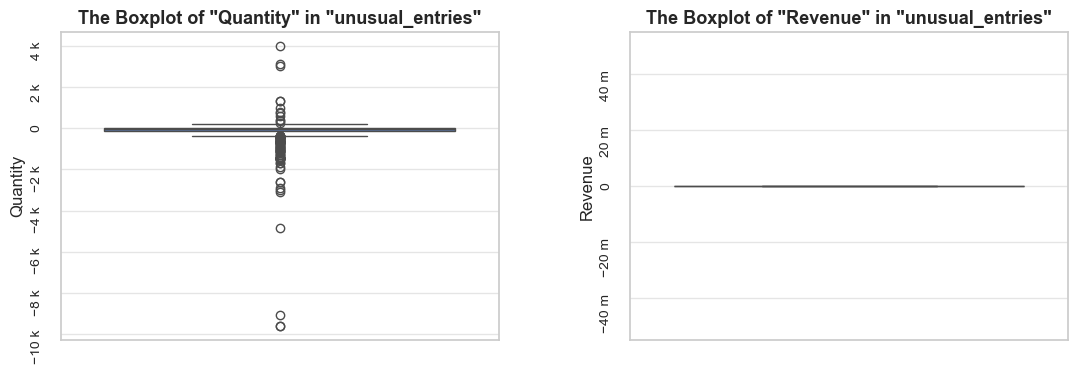 The Boxplot of "Quantity" in "unusual_entries"
Quantity
4 k
2 k
0
−2 k
−4 k
−6 k
−8 k
−10 k
The Boxplot of "Revenue" in "unusual_entries"
Revenue
40 m
20 m
0
−20 m
−40 m